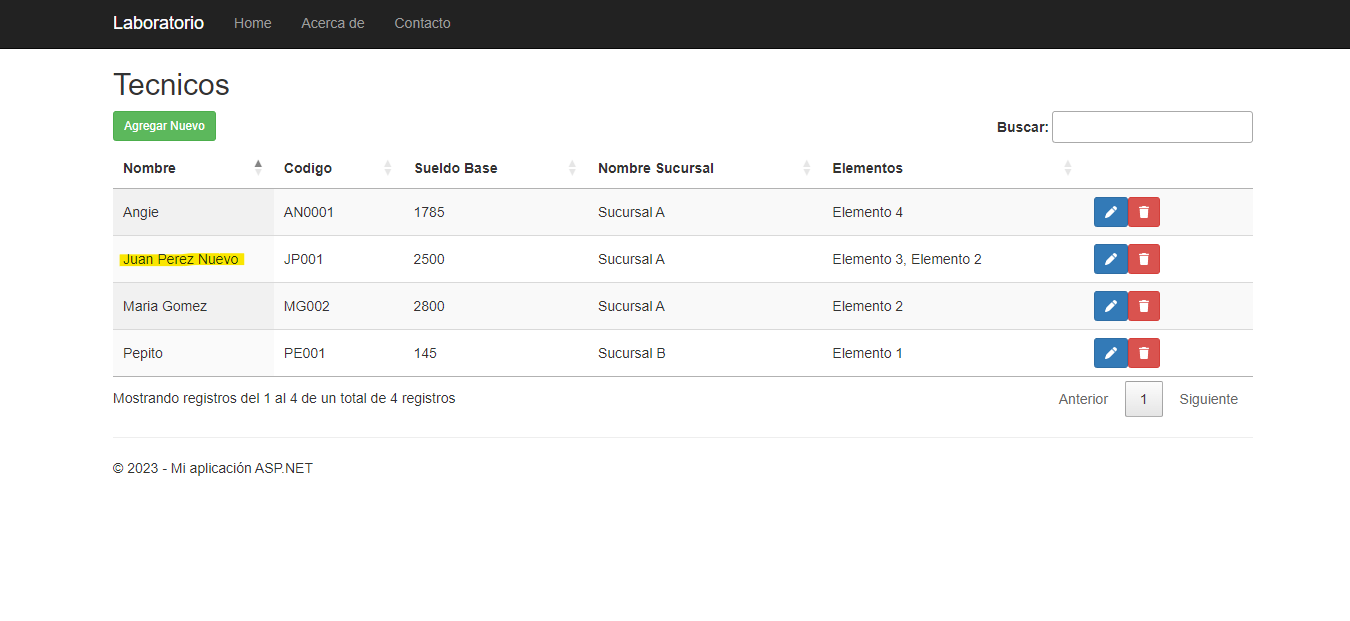 Laboratorio Home Acerca de Contacto
Tecnicos
Agregar Nuevo Buscar:
Nombre Codigo Sueldo Base Nombre Sucursal Elementos
Angie AN0001 1785 Sucursal A Elemento 4
Juan Perez Nuevo JP001 2500 Sucursal A Elemento 3, Elemento 2
Maria Gomez MG002 2800 Sucursal A Elemento 2
Pepito PE001 145 Sucursal B Elemento 1
Mostrando registros del 1 al 4 de un total de 4 registros Anterior 1 Siguiente
© 2023 - Mi aplicación ASP.NET